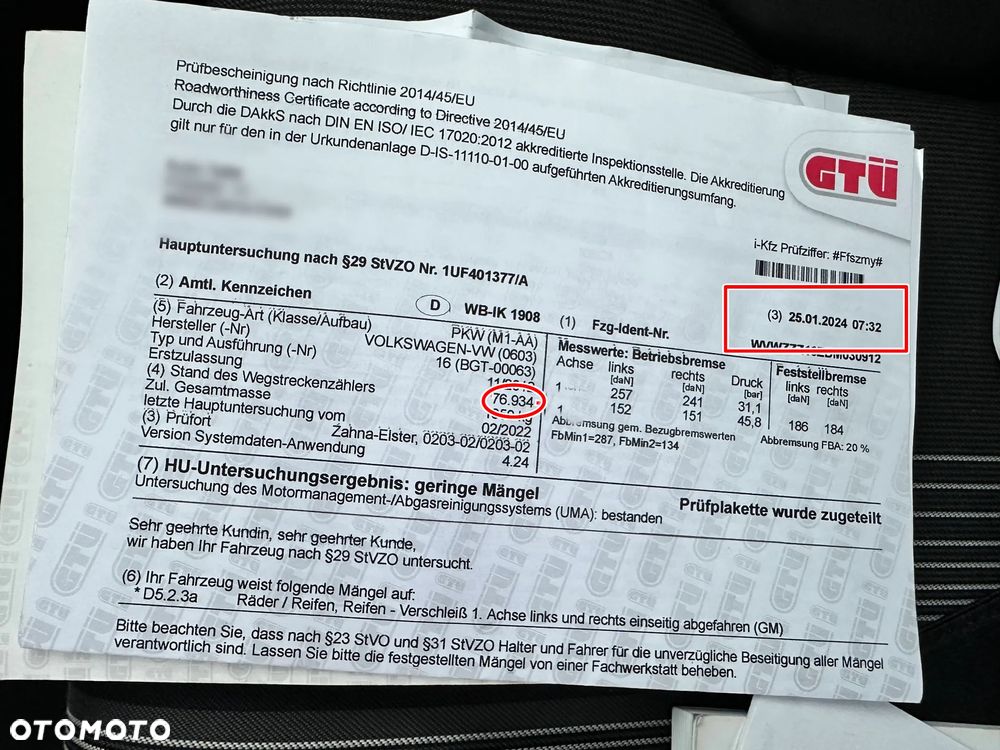 Prüfbescheinigung nach Richtlinie 2014/45/EU
Roadworthiness Certificate according to Directive 2014/45/EU
Durch die DAkkS nach DIN EN ISO/ IEC 17020:2012 akkreditierte Inspektionsstelle. Die Akkreditierung
gilt nur für den in der Urkundenanlage D-IS-11110-01-00 aufgeführten Akkreditierungsumfang.
GTÜ
i-Kfz Prüfziffer: #Ffszmy#
Hauptuntersuchung nach §29 StVZO Nr. 1UF401377/A
(3) 25.01.2024 07:32
(2) Amtl. Kennzeichen D WB-IK 1908 (1) Fzg-Ident-Nr.
(5) Fahrzeug-Art (Klasse/Aufbau) PKW (M1-AA)
Hersteller (-Nr) VOLKSWAGEN-VW (0603)
Typ und Ausführung (-Nr) 16 (BGT-00063)
Erstzulassung
(4) Stand des Wegstreckenzählers 76.934
Zul. Gesamtmasse
letzte Hauptuntersuchung vom 02/2022
(3) Prüfort Zahna-Elster, 0203-02/0203-02
Version Systemdaten-Anwendung 4.24
Messwerte: Betriebsbremse
Achse links rechts Druck
[daN] [daN] [bar]
1 257 241 31,1
1 152 151 45,8
Abbremsung gem. Bezugbremswerten
FbMin1=287, FbMin2=134
Feststellbremse
links rechts
[daN] [daN]
186 184
Abbremsung FBA: 20 %
(7) HU-Untersuchungsergebnis: geringe Mängel Prüfplakette wurde zugeteilt
Untersuchung des Motormanagement-/Abgasreinigungssystems (UMA): bestanden
Sehr geehrte Kundin, sehr geehrter Kunde,
wir haben Ihr Fahrzeug nach §29 StVZO untersucht.
(6) Ihr Fahrzeug weist folgende Mängel auf:
* D5.2.3a Räder / Reifen, Reifen - Verschleiß 1. Achse links und rechts einseitig abgefahren (GM)
Bitte beachten Sie, dass nach §23 StVO und §31 StVZO Halter und Fahrer für die unverzügliche Beseitigung aller Mängel
verantwortlich sind. Lassen Sie bitte die festgestellten Mängel von einer Fachwerkstatt beheben.
OTOMOTO